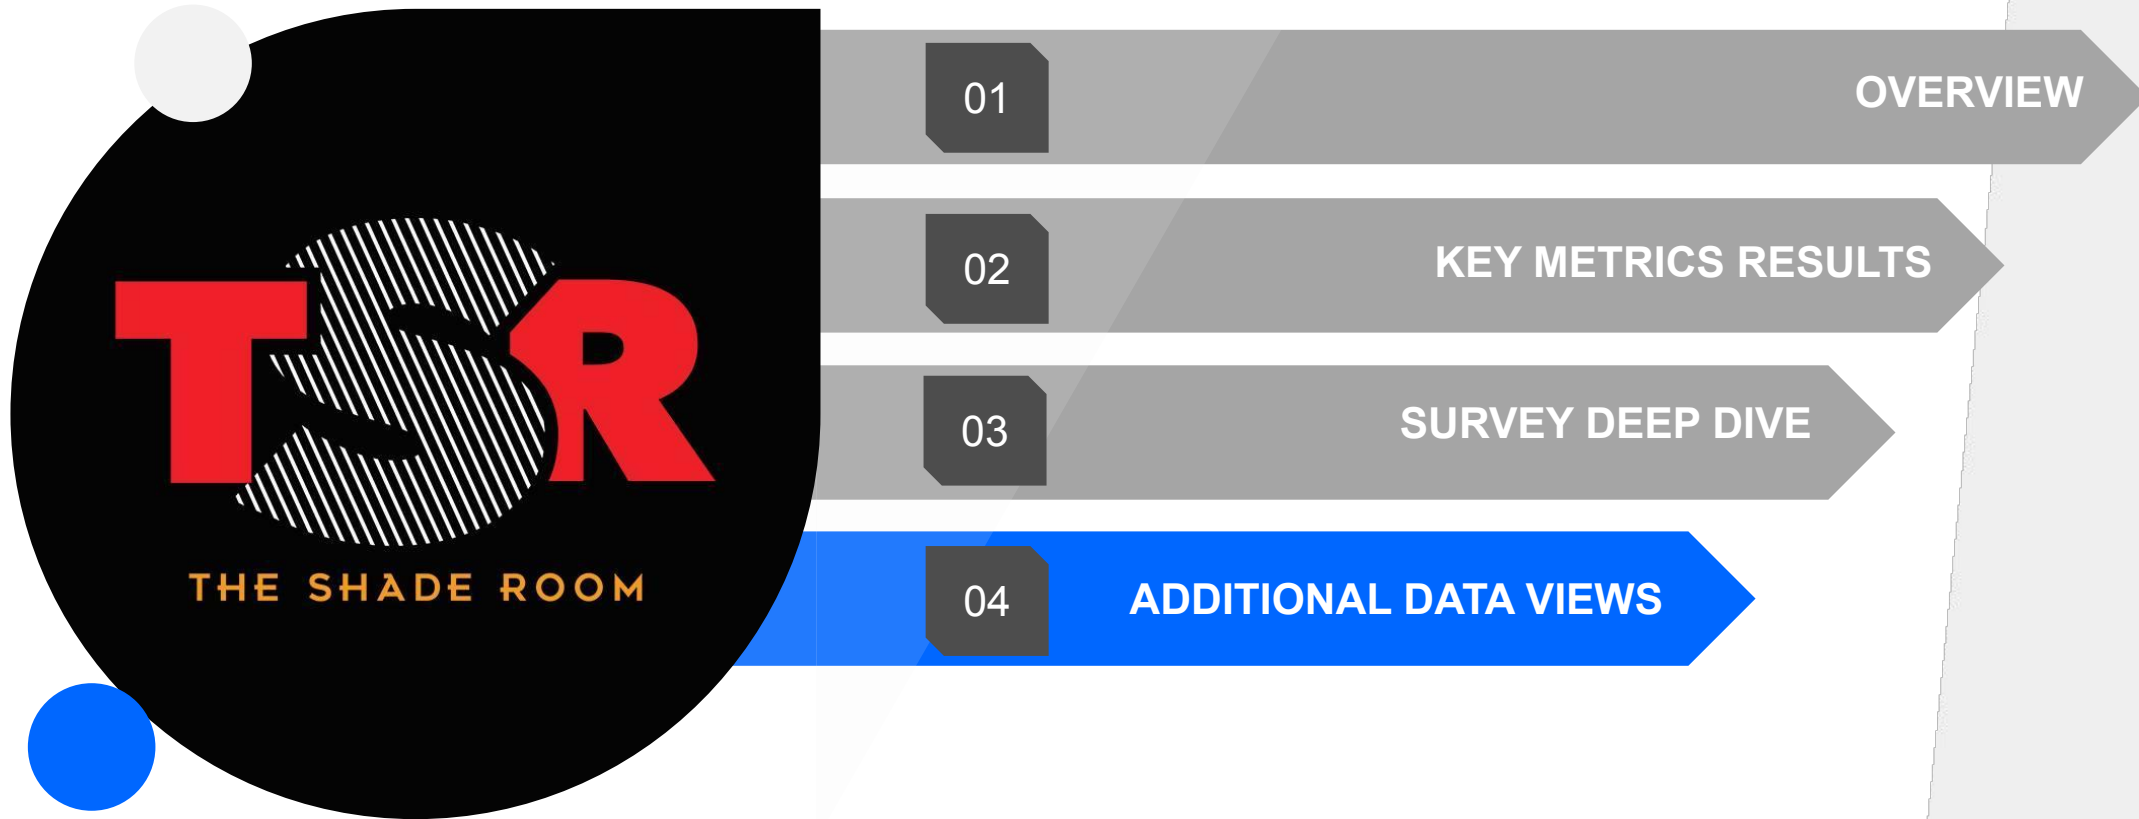 TSR
THE SHADE ROOM
01
OVERVIEW
02
KEY METRICS RESULTS
03
SURVEY DEEP DIVE
04
ADDITIONAL DATA VIEWS